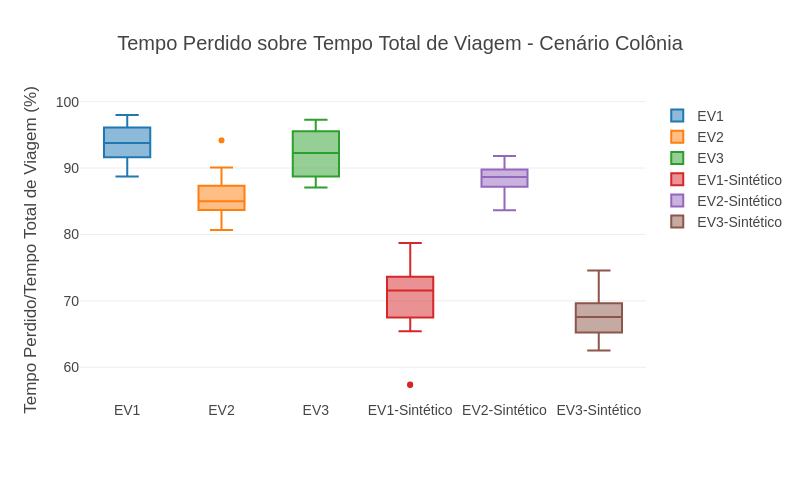 Tempo Perdido sobre Tempo Total de Viagem - Cenário Colônia
Tempo Perdido/Tempo Total de Viagem (%)
100
90
80
70
60
EV1
EV2
EV3
EV1-Sintético
EV2-Sintético
EV3-Sintético
EV1
EV2
EV3
EV1-Sintético
EV2-Sintético
EV3-Sintético